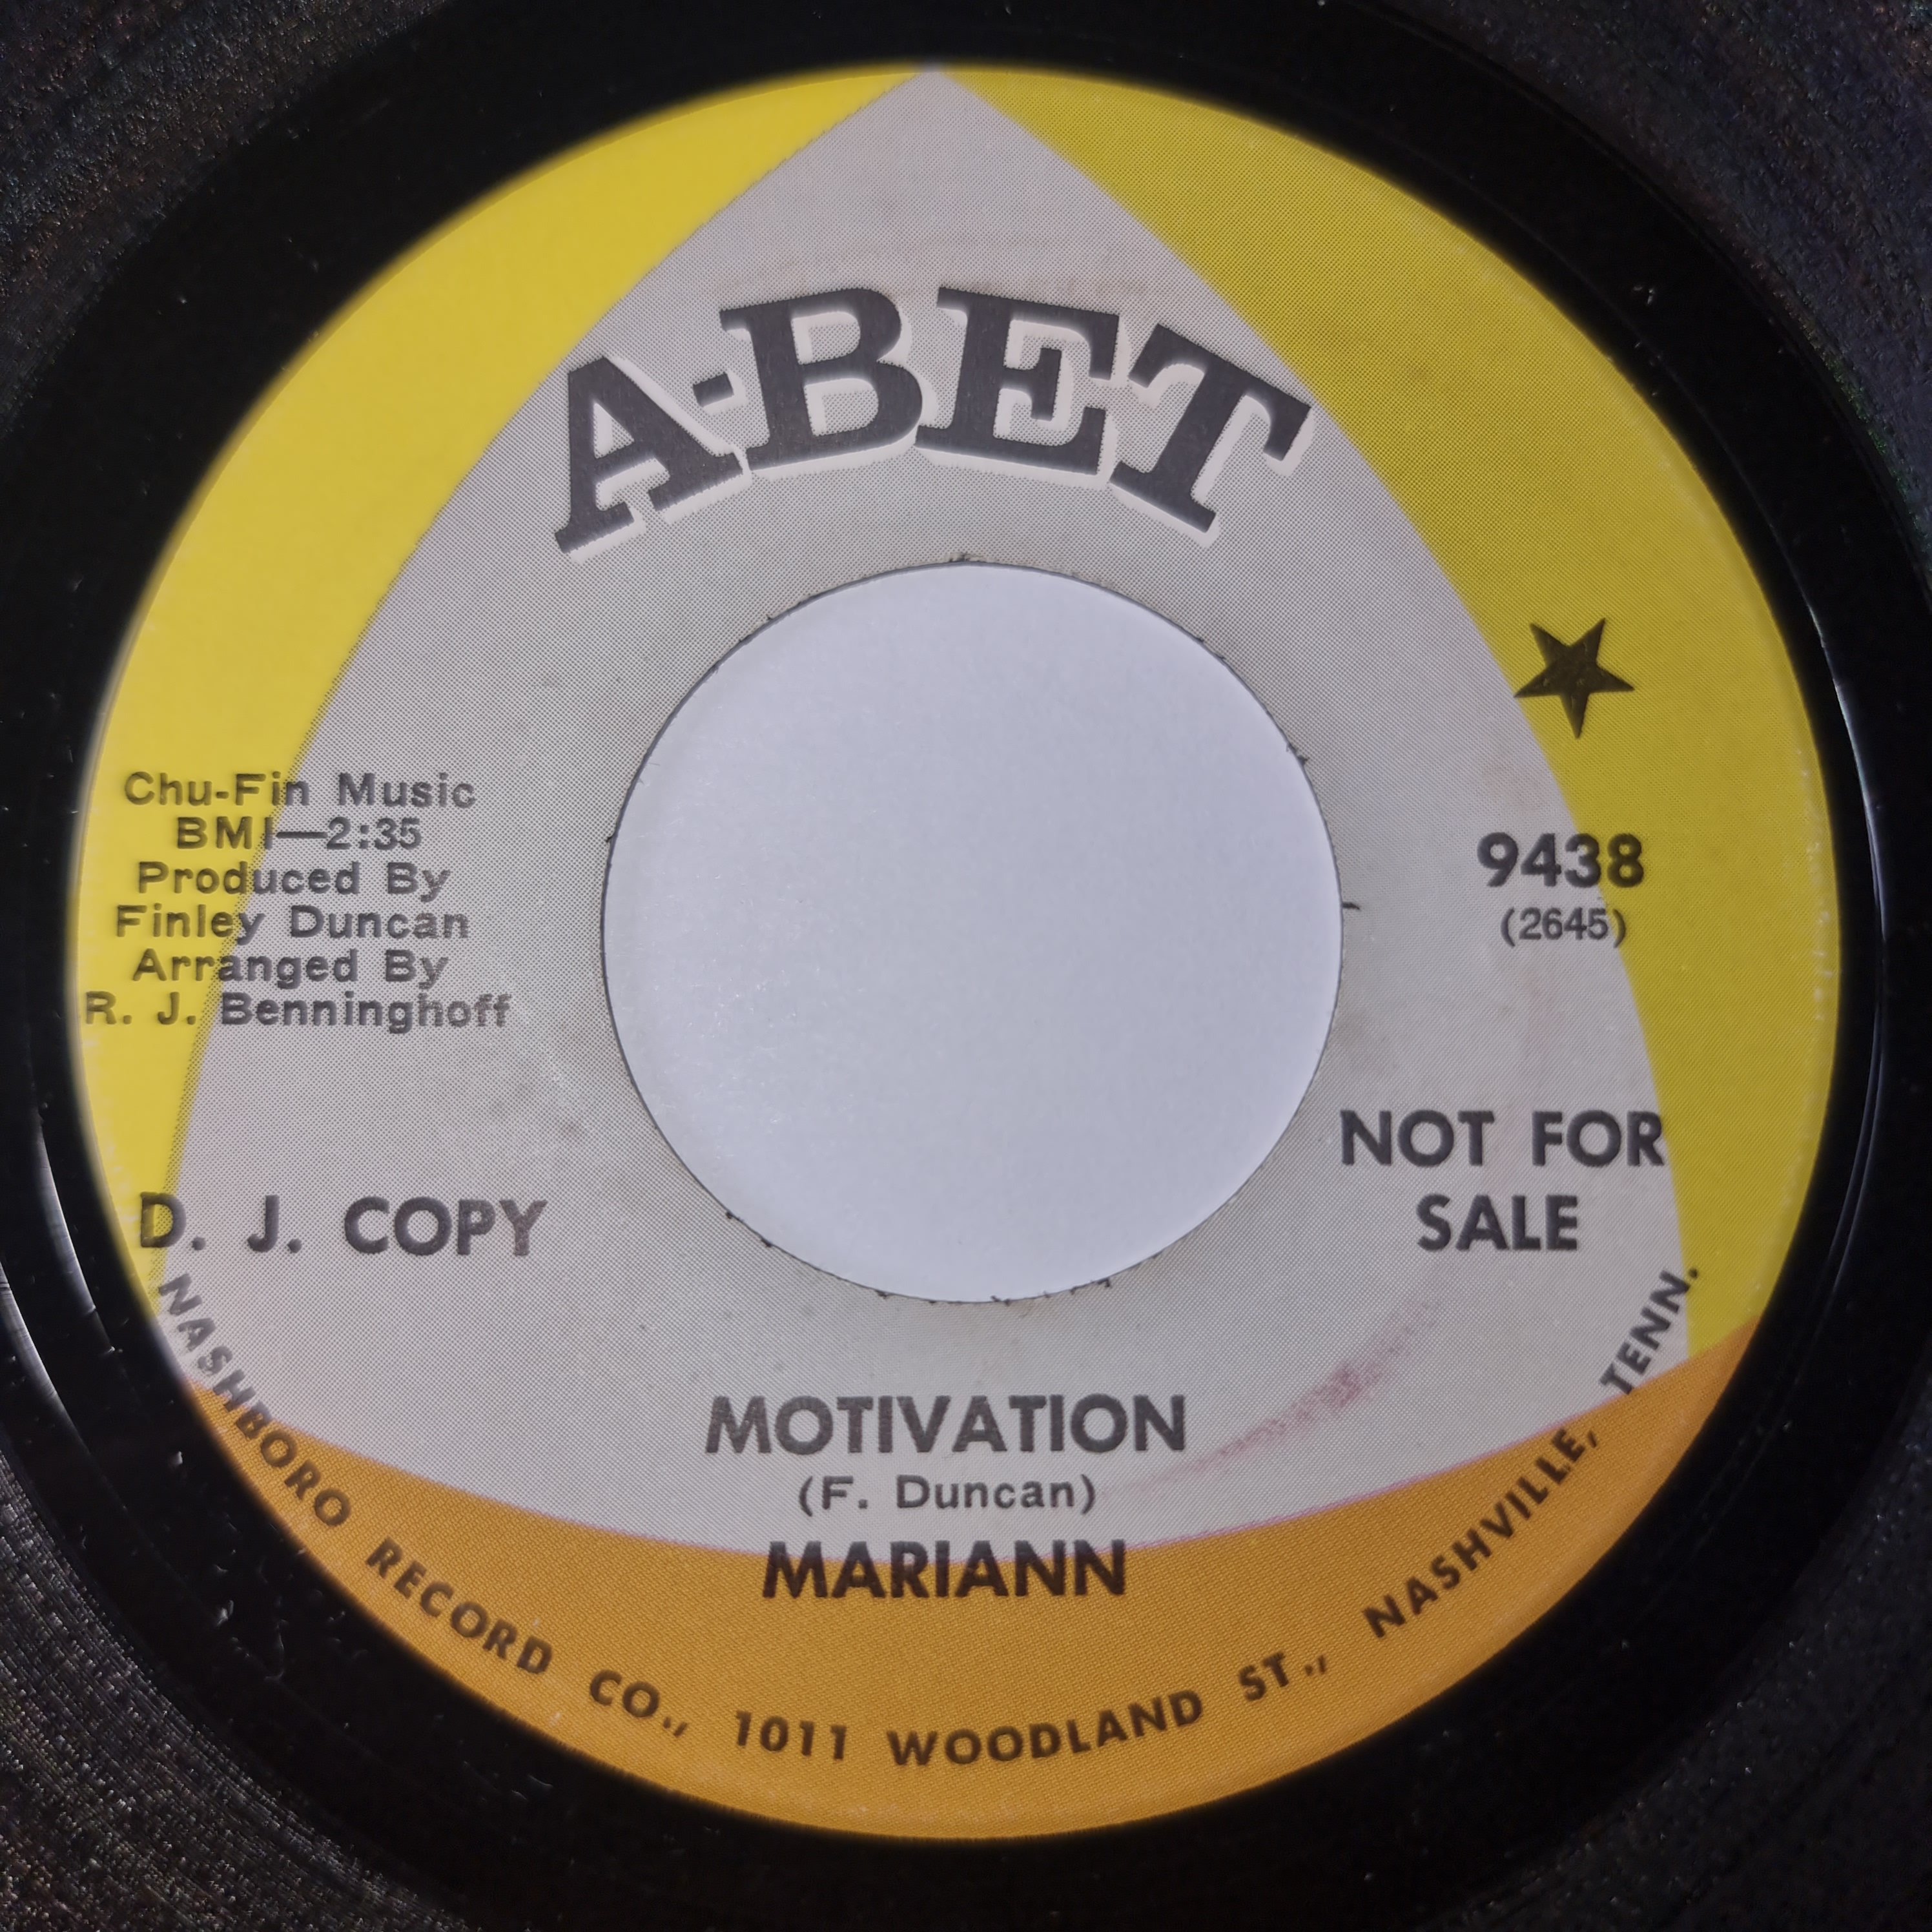 A-BET
Chu-Fin Music
BMI—2:35
Produced By
Finley Duncan
Arranged By
R. J. Benninghoff
9438
(2645)
D. J. COPY
NOT FOR
SALE
MOTIVATION
(F. Duncan)
MARIANN
NASHBORO RECORD CO., 1011 WOODLAND ST., NASHVILLE, TENN.